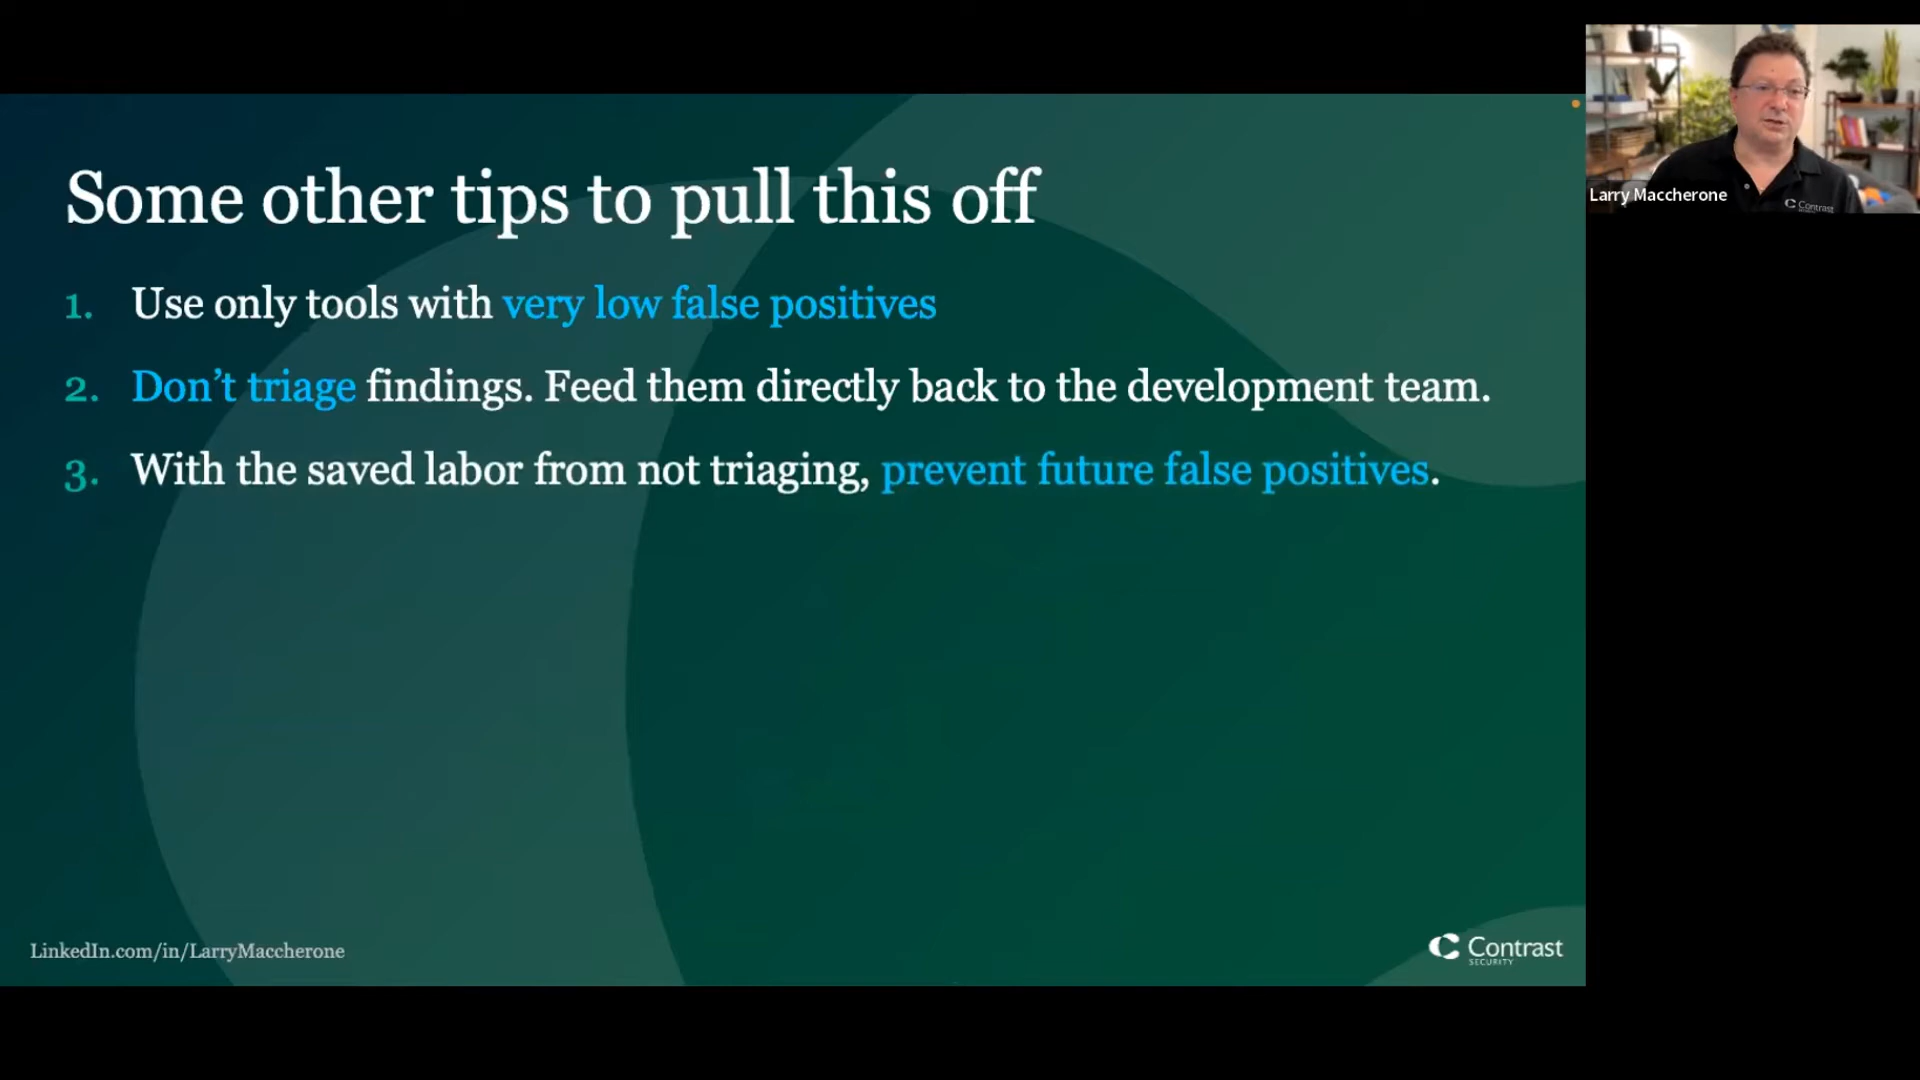 Some other tips to pull this off
1. Use only tools with very low false positives
2. Don’t triage findings. Feed them directly back to the development team.
3. With the saved labor from not triaging, prevent future false positives.
LinkedIn.com/in/LarryMaccherone
Contrast
SECURITY
Larry Maccherone
Contrast